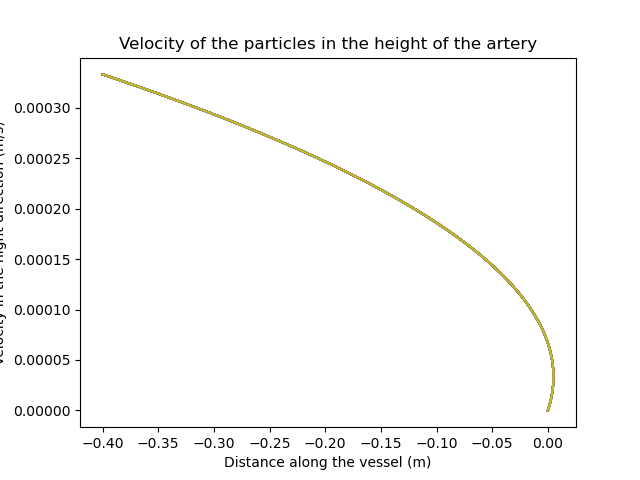 Velocity of the particles in the height of the artery
0.00030
0.00025
0.00020
0.00015
0.00010
0.00005
0.00000
in the
direction (m/s)
−0.40 −0.35 −0.30 −0.25 −0.20 −0.15 −0.10 −0.05 0.00
Distance along the vessel (m)